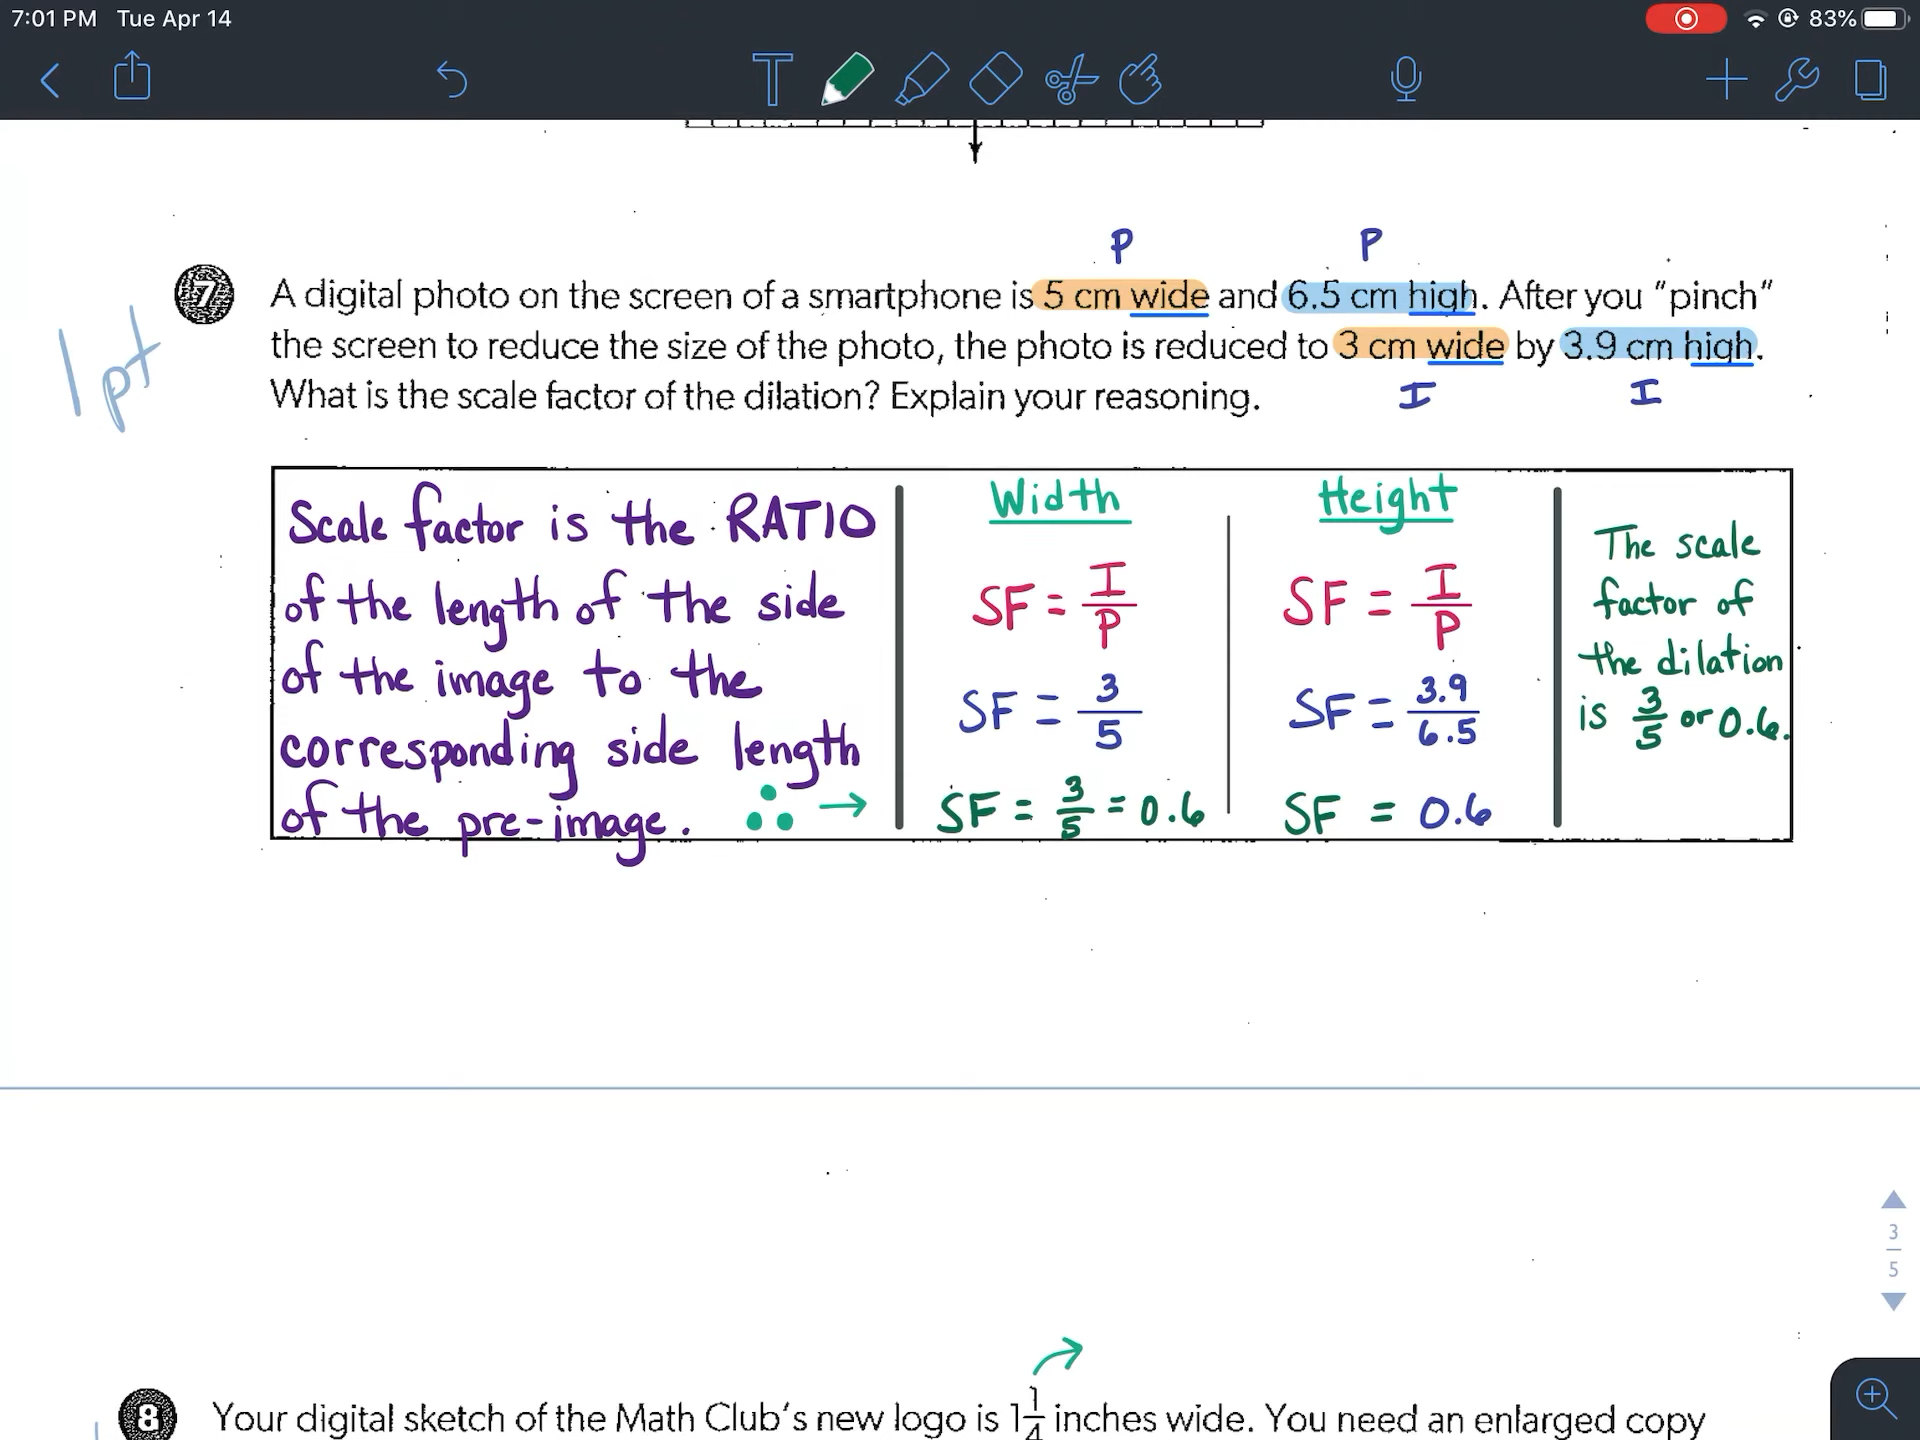 7:01 PM Tue Apr 14
83%
P P
7 A digital photo on the screen of a smartphone is 5 cm wide and 6.5 cm high. After you “pinch”
the screen to reduce the size of the photo, the photo is reduced to 3 cm wide by 3.9 cm high.
What is the scale factor of the dilation? Explain your reasoning.
I I
1 pt
Scale factor is the RATIO
of the length of the side
of the image to the
corresponding side length
of the pre-image. ∴ →
Width
SF = I/P
SF = 3/5
SF = 3/5 = 0.6
Height
SF = I/P
SF = 3.9/6.5
SF = 0.6
The scale
factor of
the dilation
is 3/5 or 0.6.
3
5
8 Your digital sketch of the Math Club’s new logo is 1 1/4 inches wide. You need an enlarged copy